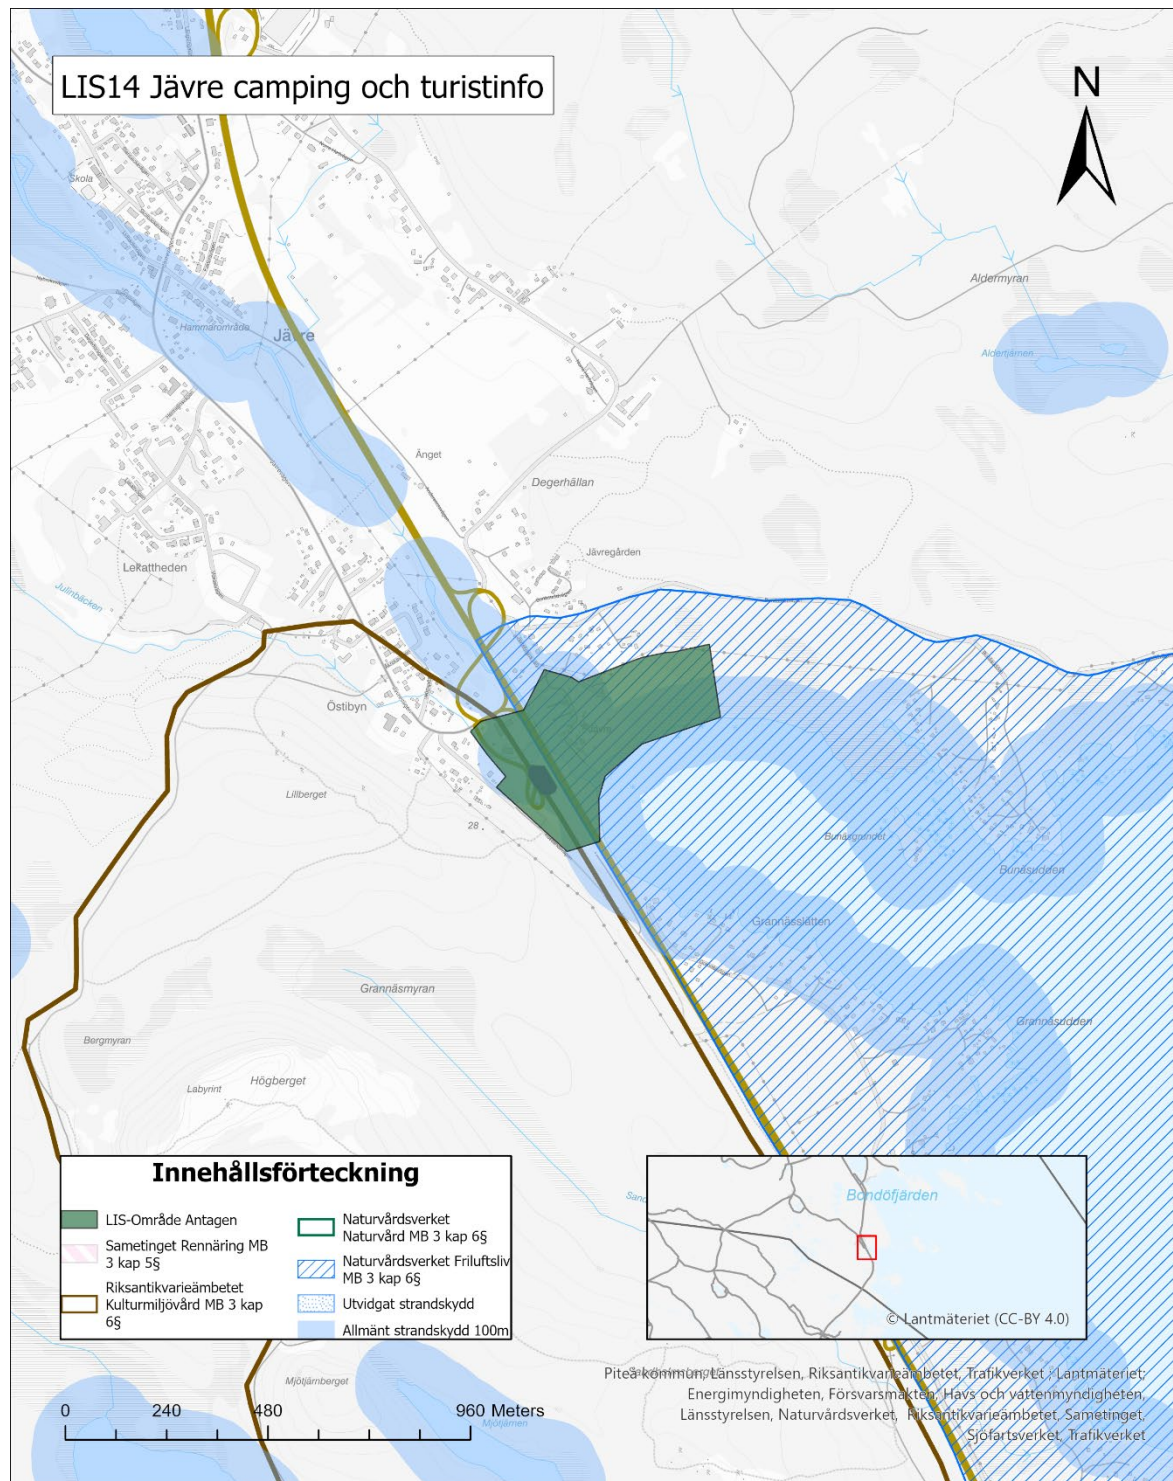 LIS14 Jävre camping och turistinfo
N
Skola
Aldermyran
Hammarområde
Jävre
Aldertjärnen
Änget
Degerhällan
Jävregården
Lekattheden
Julinbäcken
Östibyn
Lillberget
28
Bunäsgrundet
Bunäsudden
Grannässlätten
Grannäsmyran
Grannäsudden
Bergmyran
Högberget
Labyrint
Innehållsförteckning
LIS-Område Antagen
Sametinget Rennäring MB
3 kap 5§
Riksantikvarieämbetet
Kulturmiljövård MB 3 kap
6§
Naturvårdsverket
Naturvård MB 3 kap 6§
Naturvårdsverket Friluftsliv
MB 3 kap 6§
Utvidgat strandskydd
Allmänt strandskydd 100m
Bondöfjärden
© Lantmäteriet (CC-BY 4.0)
Mjötjärnberget
Mjötjärnen
0 240 480 960 Meters
Piteå kommun, Länsstyrelsen, Riksantikvarieämbetet, Trafikverket ; Lantmäteriet;
Energimyndigheten, Försvarsmakten, Havs och vattenmyndigheten,
Länsstyrelsen, Naturvårdsverket, Riksantikvarieämbetet, Sametinget,
Sjöfartsverket, Trafikverket